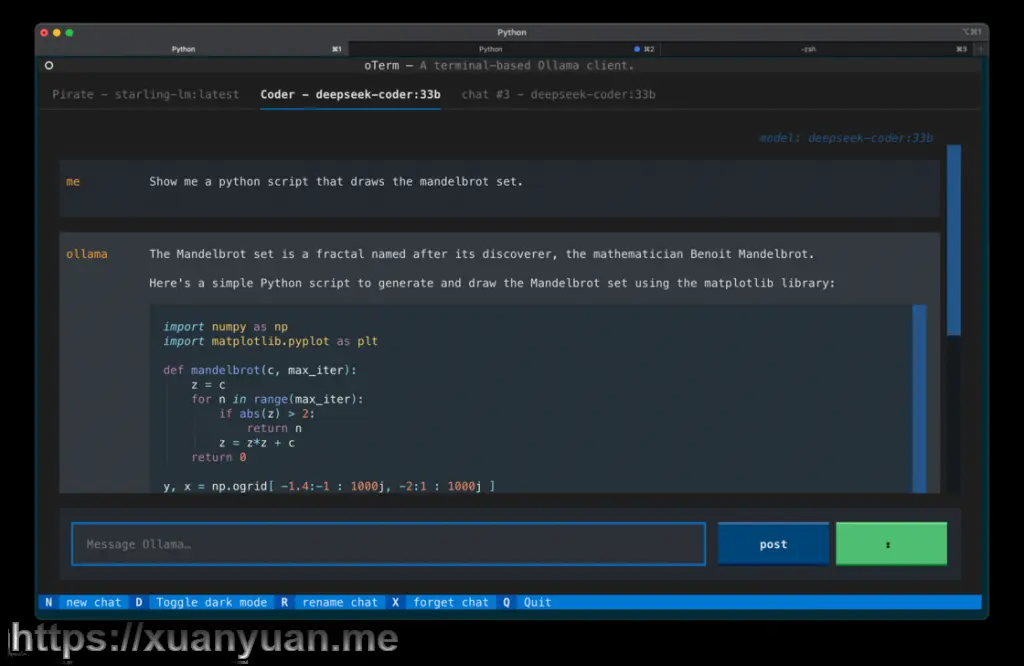 Python
⌥⌘1
Python ⌘1 Python ⌘2 -zsh ⌘3
oTerm — A terminal-based Ollama client.
Pirate - starling-lm:latest Coder - deepseek-coder:33b chat #3 - deepseek-coder:33b
model: deepseek-coder:33b
me Show me a python script that draws the mandelbrot set.
ollama The Mandelbrot set is a fractal named after its discoverer, the mathematician Benoit Mandelbrot.
Here's a simple Python script to generate and draw the Mandelbrot set using the matplotlib library:
import numpy as np
import matplotlib.pyplot as plt
def mandelbrot(c, max_iter):
z = c
for n in range(max_iter):
if abs(z) > 2:
return n
z = z*z + c
return 0
y, x = np.ogrid[ -1.4:-1 : 1000j, -2:1 : 1000j ]
Message Ollama…
post
N new chat D Toggle dark mode R rename chat X forget chat Q Quit
https://xuanyuan.me